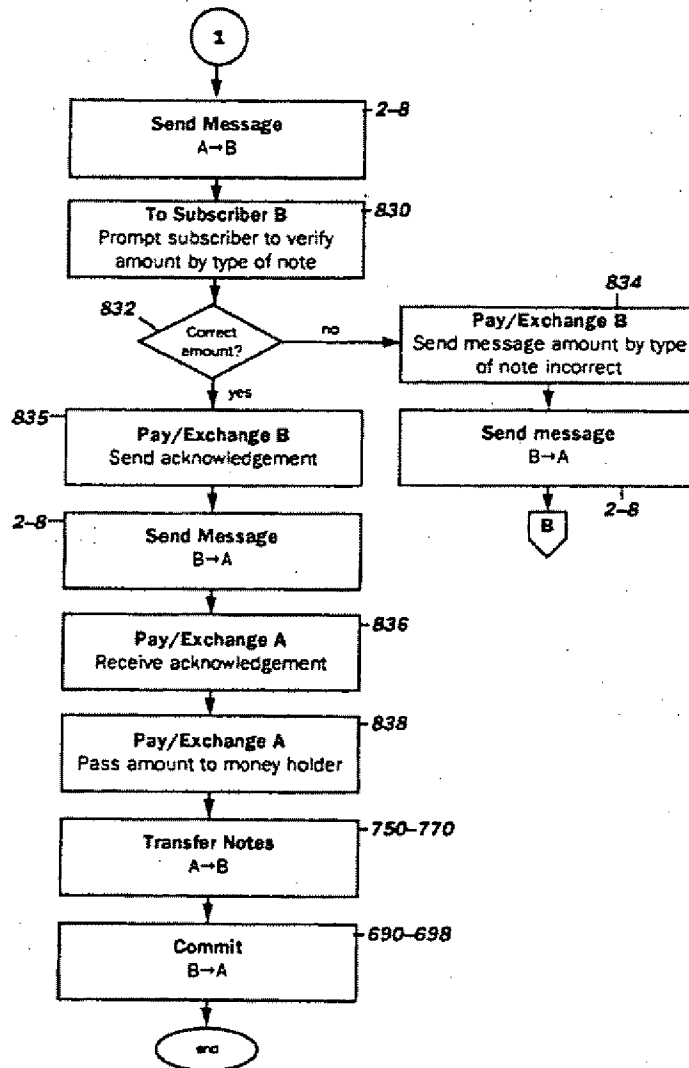 1
2-8
Send Message
A→B
830
To Subscriber B
Prompt subscriber to verify
amount by type of note
832
Correct
amount?
no
yes
834
Pay/Exchange B
Send message amount by type
of note incorrect
Send message
B→A
2-8
B
835
Pay/Exchange B
Send acknowledgement
2-8
Send Message
B→A
836
Pay/Exchange A
Receive acknowledgement
838
Pay/Exchange A
Pass amount to money holder
750-770
Transfer Notes
A→B
690-698
Commit
B→A
end